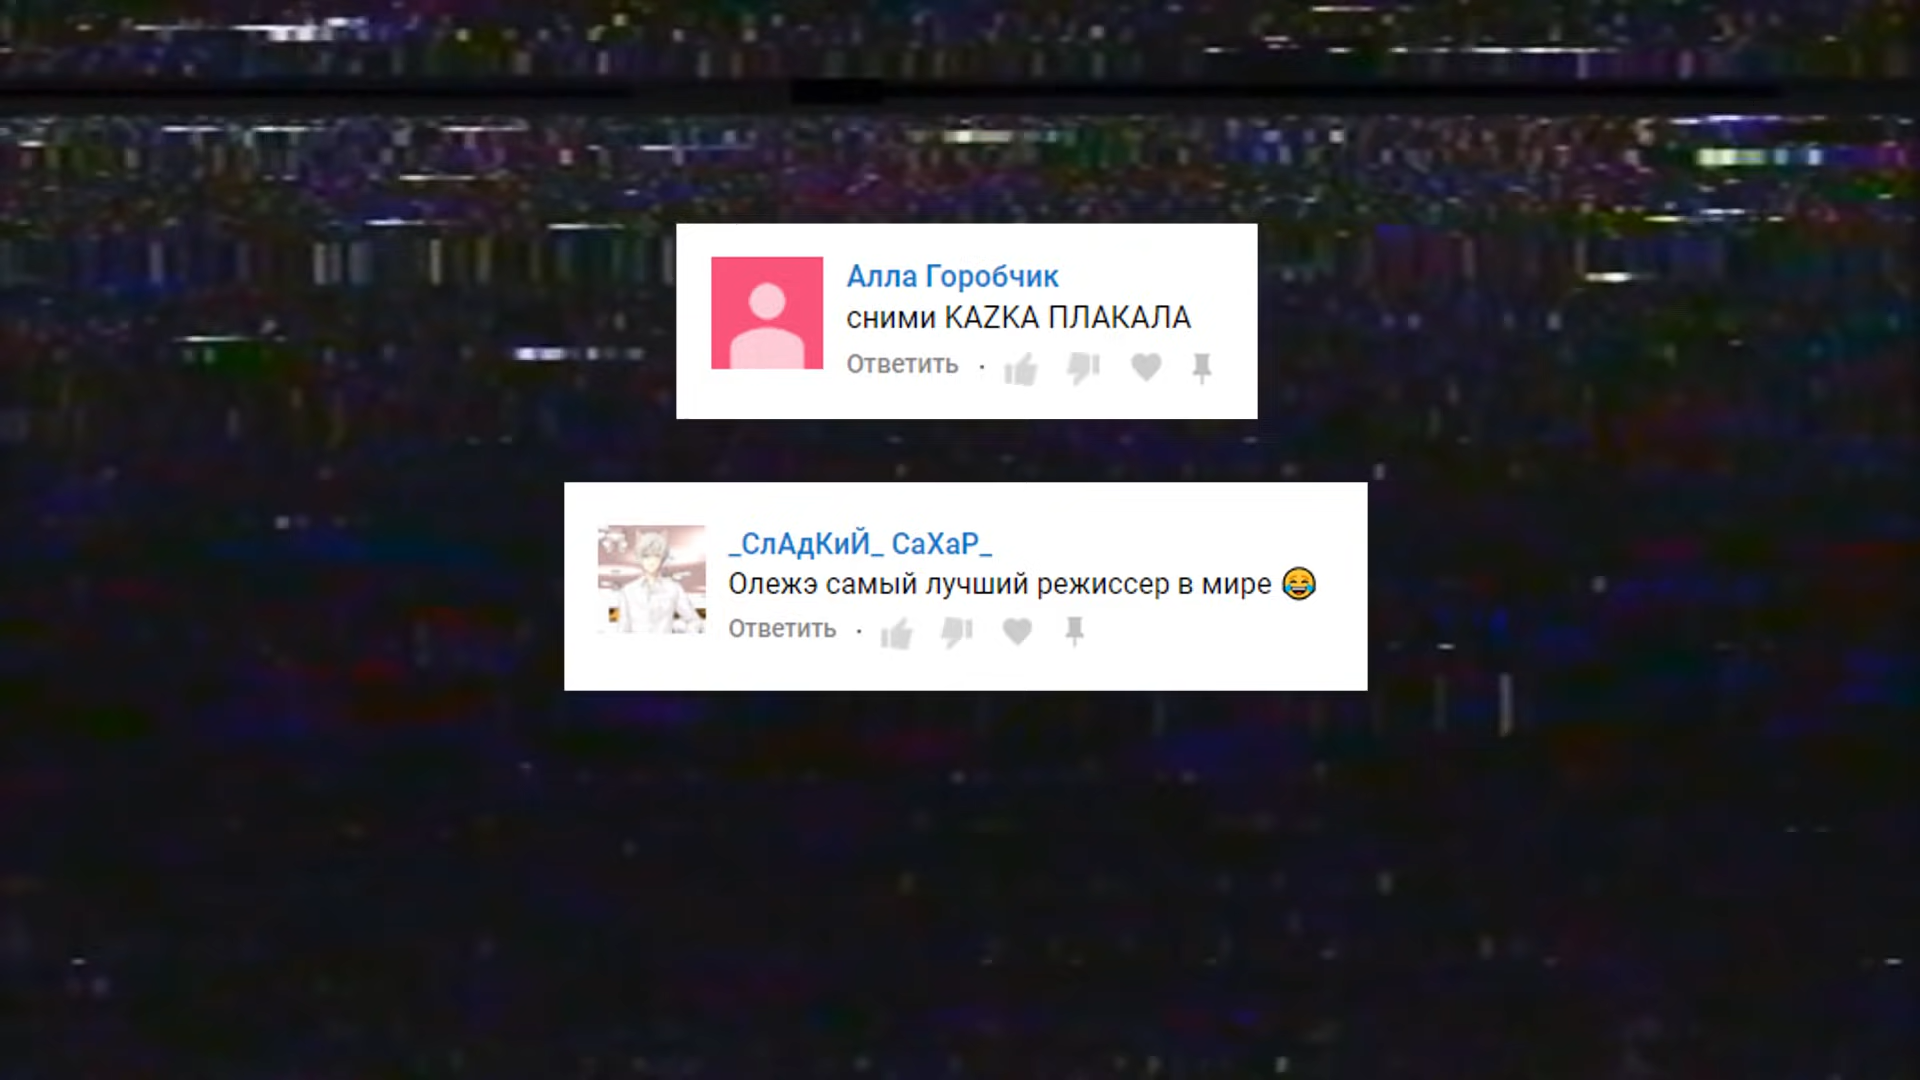 Алла Горобчик
сними KAZKA ПЛАКАЛА
Ответить ·
_СлАдКиЙ_ СаХаР_
Олежэ самый лучший режиссер в мире 😂
Ответить ·